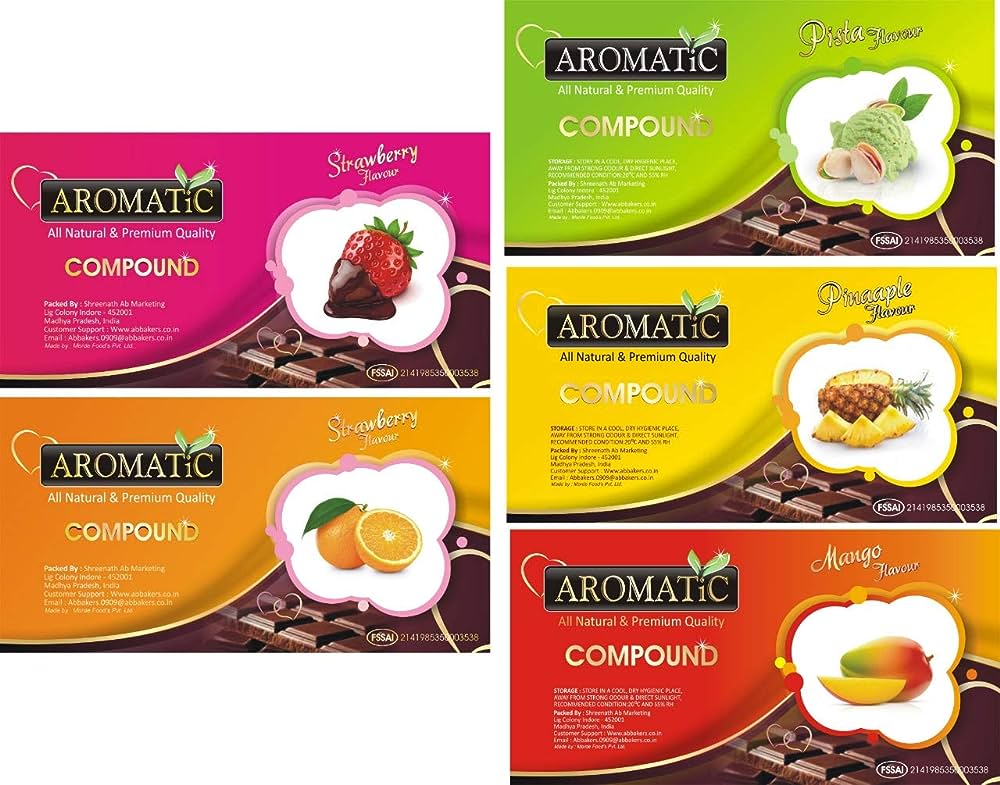 AROMATiC
All Natural & Premium Quality
COMPOUND
Strawberry
Flavour
Packed By : Shreenath Ab Marketing
Lig Colony Indore - 452001
Madhya Pradesh, India
Customer Support : Www.abbakers.co.in
Email : Abbakers.0909@abbakers.co.in
Made by : Morde Food's Pvt. Ltd.
FSSAI 21419853500003538
AROMATiC
All Natural & Premium Quality
COMPOUND
Strawberry
Flavour
Packed By : Shreenath Ab Marketing
Lig Colony Indore - 452001
Madhya Pradesh, India
Customer Support : Www.abbakers.co.in
Email : Abbakers.0909@abbakers.co.in
Made by : Morde Food's Pvt. Ltd.
FSSAI 21419853500003538
AROMATiC
All Natural & Premium Quality
COMPOUND
Pista Flavour
STORAGE : STORE IN A COOL, DRY HYGIENIC PLACE,
AWAY FROM STRONG ODOUR & DIRECT SUNLIGHT,
RECOMMENDED CONDITION:20°C AND 55% RH
Packed By : Shreenath Ab Marketing
Lig Colony Indore - 452001
Madhya Pradesh, India
Customer Support : Www.abbakers.co.in
Email : Abbakers.0909@abbakers.co.in
Made by : Morde Food's Pvt. Ltd.
FSSAI 21419853500003538
AROMATiC
All Natural & Premium Quality
COMPOUND
Pinaaple
Flavour
STORAGE : STORE IN A COOL, DRY HYGIENIC PLACE,
AWAY FROM STRONG ODOUR & DIRECT SUNLIGHT,
RECOMMENDED CONDITION:20°C AND 55% RH
Packed By : Shreenath Ab Marketing
Lig Colony Indore - 452001
Madhya Pradesh, India
Customer Support : Www.abbakers.co.in
Email : Abbakers.0909@abbakers.co.in
Made by : Morde Food's Pvt. Ltd.
FSSAI 21419853500003538
AROMATiC
All Natural & Premium Quality
COMPOUND
Mango
Flavour
STORAGE : STORE IN A COOL, DRY HYGIENIC PLACE,
AWAY FROM STRONG ODOUR & DIRECT SUNLIGHT,
RECOMMENDED CONDITION:20°C AND 55% RH
Packed By : Shreenath Ab Marketing
Lig Colony Indore - 452001
Madhya Pradesh, India
Customer Support : Www.abbakers.co.in
Email : Abbakers.0909@abbakers.co.in
Made by : Morde Food's Pvt. Ltd.
FSSAI 21419853500003538